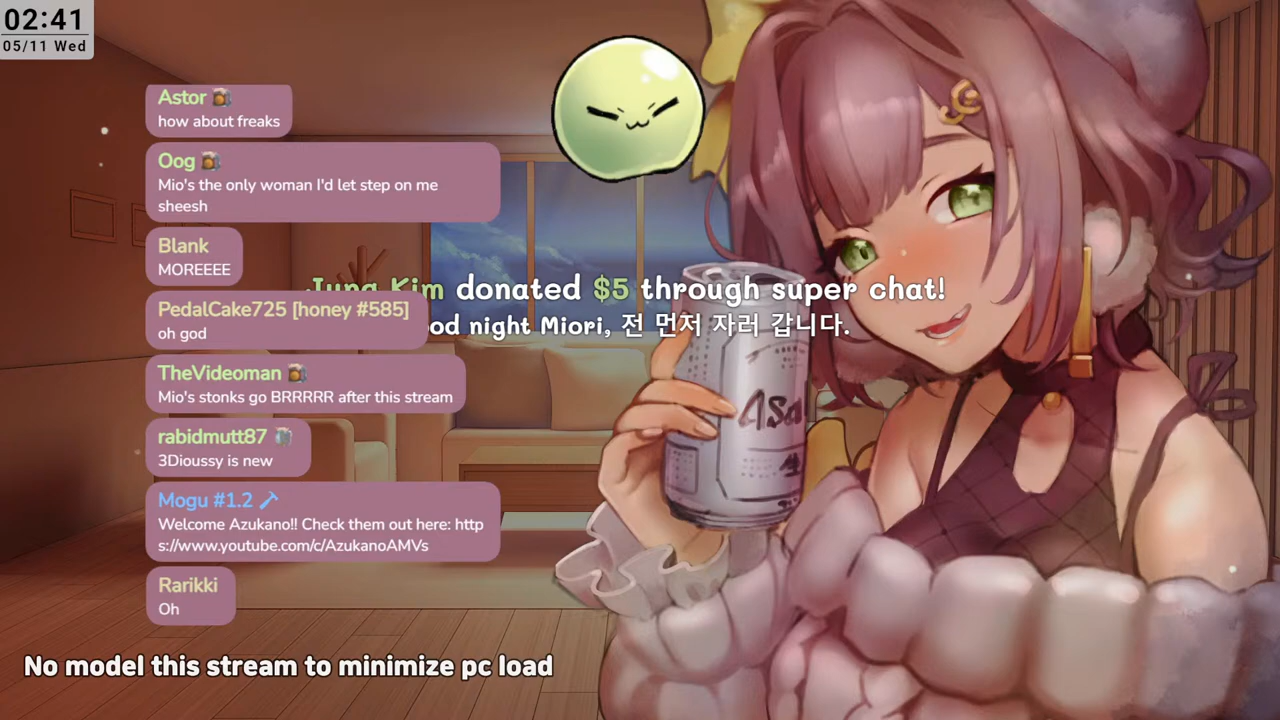 02:41
05/11 Wed
Astor
how about freaks
Oog
Mio's the only woman I'd let step on me
sheesh
Blank
MOREEEE
PedalCake725 [honey #585]
oh god
TheVideoman
Mio's stonks go BRRRRR after this stream
rabidmutt87
3Dioussy is new
Mogu #1.2
Welcome Azukano!! Check them out here: http
s://www.youtube.com/c/AzukanoAMVs
Rarikki
Oh
Jung Kim donated $5 through super chat!
night Miori, 전 먼저 자러 갑니다.
No model this stream to minimize pc load